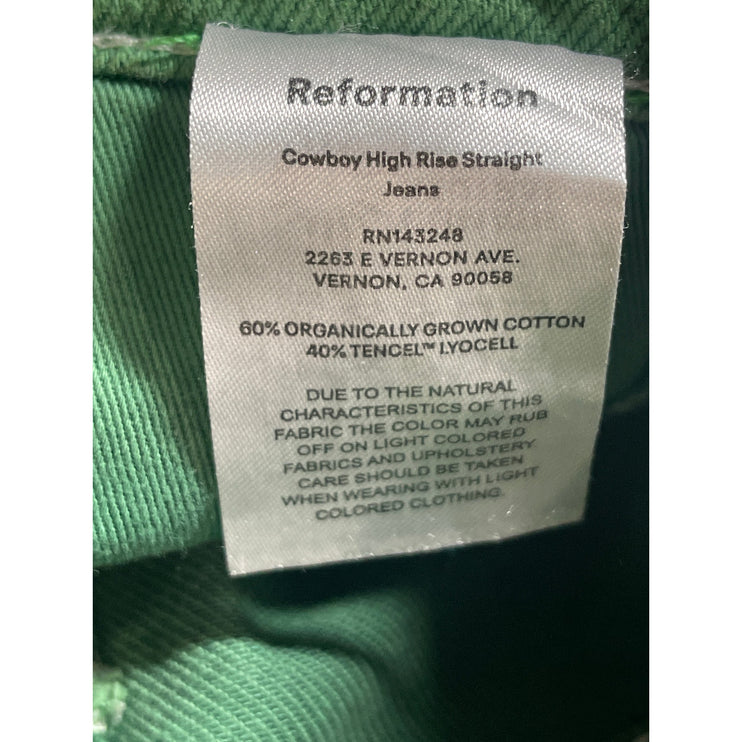 Reformation
Cowboy High Rise Straight
Jeans
RN143248
2263 E VERNON AVE.
VERNON, CA 90058
60% ORGANICALLY GROWN COTTON
40% TENCEL™ LYOCELL
DUE TO THE NATURAL
CHARACTERISTICS OF THIS
FABRIC THE COLOR MAY RUB
OFF ON LIGHT COLORED
FABRICS AND UPHOLSTERY
CARE SHOULD BE TAKEN
WHEN WEARING WITH LIGHT
COLORED CLOTHING.